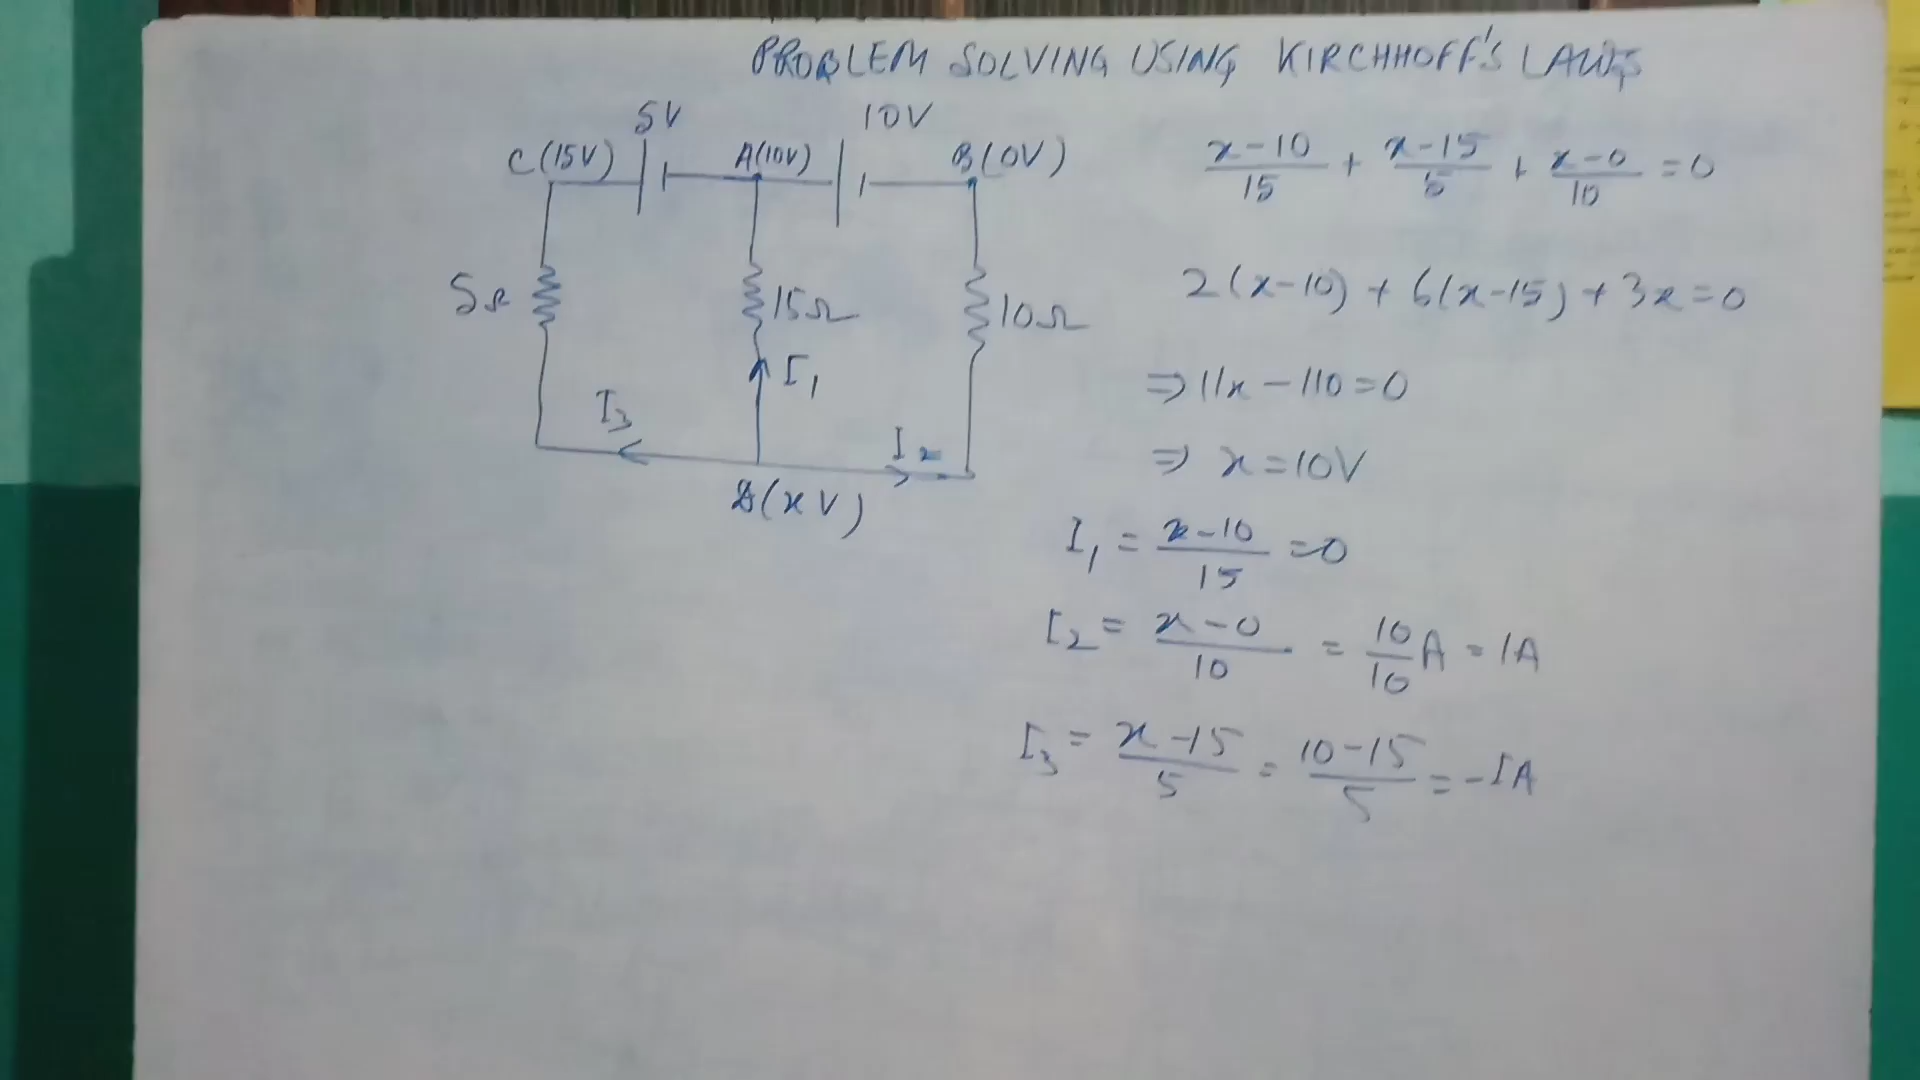 PROBLEM SOLVING USING KIRCHHOFF'S LAWS
5V 10V
C(15V) A(10V) B(0V)
5Ω 15Ω 10Ω
I₁
I₃ I₂
D(x V)
(x-10)/15 + (x-15)/5 + (x-0)/10 = 0
2(x-10) + 6(x-15) + 3x = 0
⇒ 11x - 110 = 0
⇒ x = 10V
I₁ = (x-10)/15 = 0
I₂ = (x-0)/10 = 10/10 A = 1A
I₃ = (x-15)/5 = (10-15)/5 = -1A